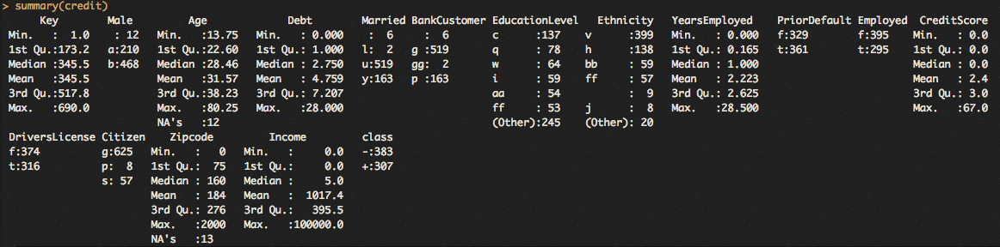 > summary(credit)
Key Male Age Debt Married BankCustomer EducationLevel Ethnicity YearsEmployed PriorDefault Employed CreditScore
Min. : 1.0 : 12 Min. :13.75 Min. : 0.000 : 6 : 6 c :137 v :399 Min. : 0.000 f:329 f:395 Min. : 0.0
1st Qu.:173.2 a:210 1st Qu.:22.60 1st Qu.: 1.000 l: 2 g :519 q : 78 h :138 1st Qu.: 0.165 t:361 t:295 1st Qu.: 0.0
Median :345.5 b:468 Median :28.46 Median : 2.750 u:519 gg: 2 w : 64 bb : 59 Median : 1.000 Median : 0.0
Mean :345.5 Mean :31.57 Mean : 4.759 y:163 p :163 i : 59 ff : 57 Mean : 2.223 Mean : 2.4
3rd Qu.:517.8 3rd Qu.:38.23 3rd Qu.: 7.207 aa : 54 : 9 3rd Qu.: 2.625 3rd Qu.: 3.0
Max. :690.0 Max. :80.25 Max. :28.000 ff : 53 j : 8 Max. :28.500 Max. :67.0
NA's :12 (Other):245 (Other): 20
DriversLicense Citizen Zipcode Income class
f:374 g:625 Min. : 0 Min. : 0.0 -:383
t:316 p: 8 1st Qu.: 75 1st Qu.: 0.0 +:307
s: 57 Median : 160 Median : 5.0
Mean : 184 Mean : 1017.4
3rd Qu.: 276 3rd Qu.: 395.5
Max. :2000 Max. :100000.0
NA's :13